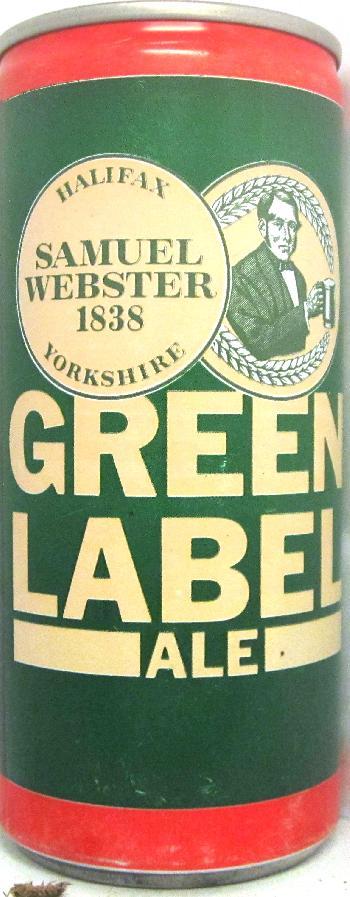 HALIFAX
SAMUEL
WEBSTER
1838
YORKSHIRE
GREEN
LABEL
ALE